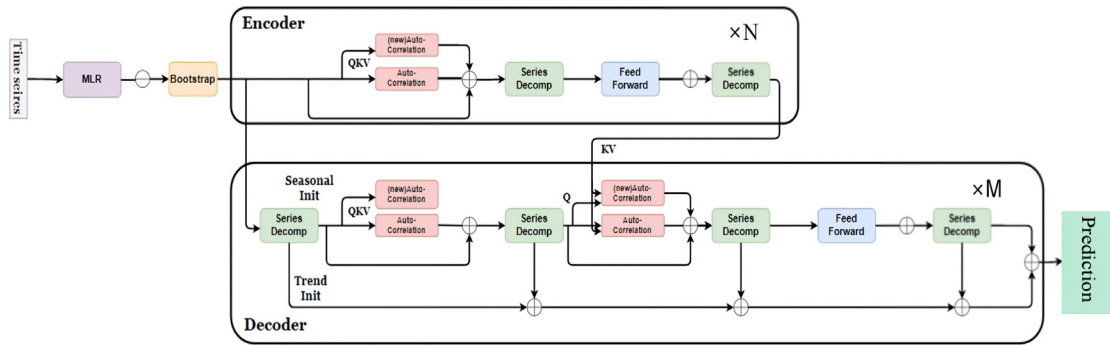 Time seires
MLR
Bootstrap
Encoder
×N
QKV
(new)Auto-
Correlation
Auto-
Correlation
Series
Decomp
Feed
Forward
Series
Decomp
KV
Decoder
×M
Seasonal
Init
Series
Decomp
Trend
Init
QKV
(new)Auto-
Correlation
Auto-
Correlation
Series
Decomp
Q
(new)Auto-
Correlation
Auto-
Correlation
Series
Decomp
Feed
Forward
Series
Decomp
Prediction